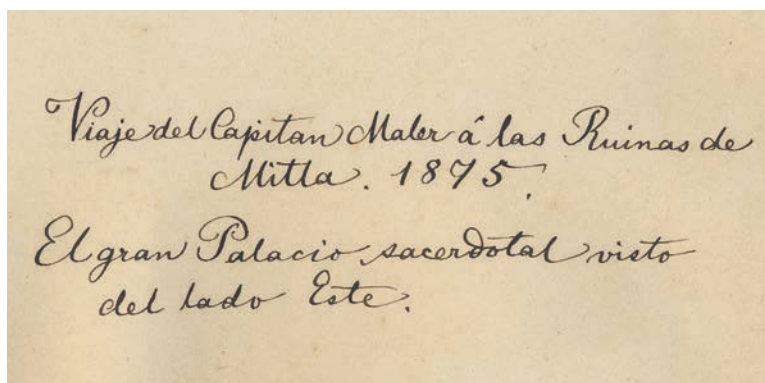 Viaje del Capitan Maler á las Ruinas de
Mitla. 1875.
El gran Palacio sacerdotal visto
del lado Este.